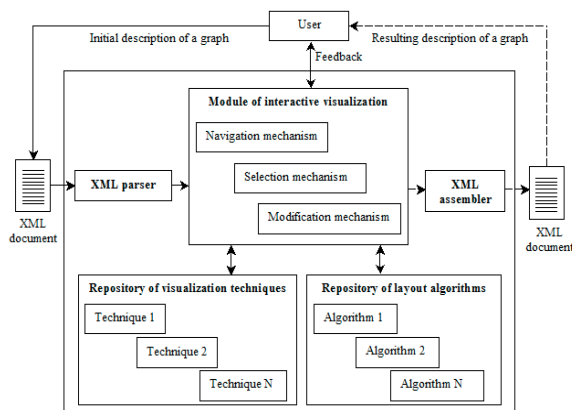 User
Initial description of a graph
Resulting description of a graph
Feedback
Module of interactive visualization
Navigation mechanism
Selection mechanism
Modification mechanism
XML parser
XML
assembler
XML
document
XML
document
Repository of visualization techniques
Technique 1
Technique 2
Technique N
Repository of layout algorithms
Algorithm 1
Algorithm 2
Algorithm N